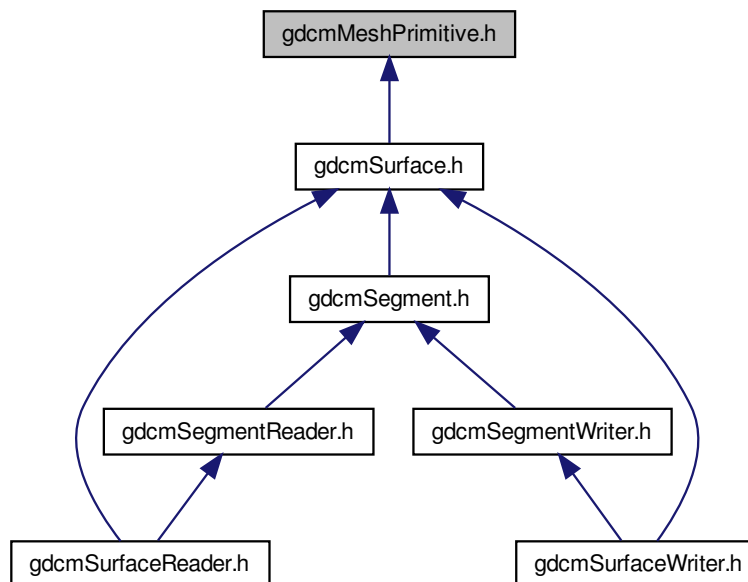 gdcmMeshPrimitive.h
gdcmSurface.h
gdcmSegment.h
gdcmSegmentReader.h
gdcmSegmentWriter.h
gdcmSurfaceReader.h
gdcmSurfaceWriter.h